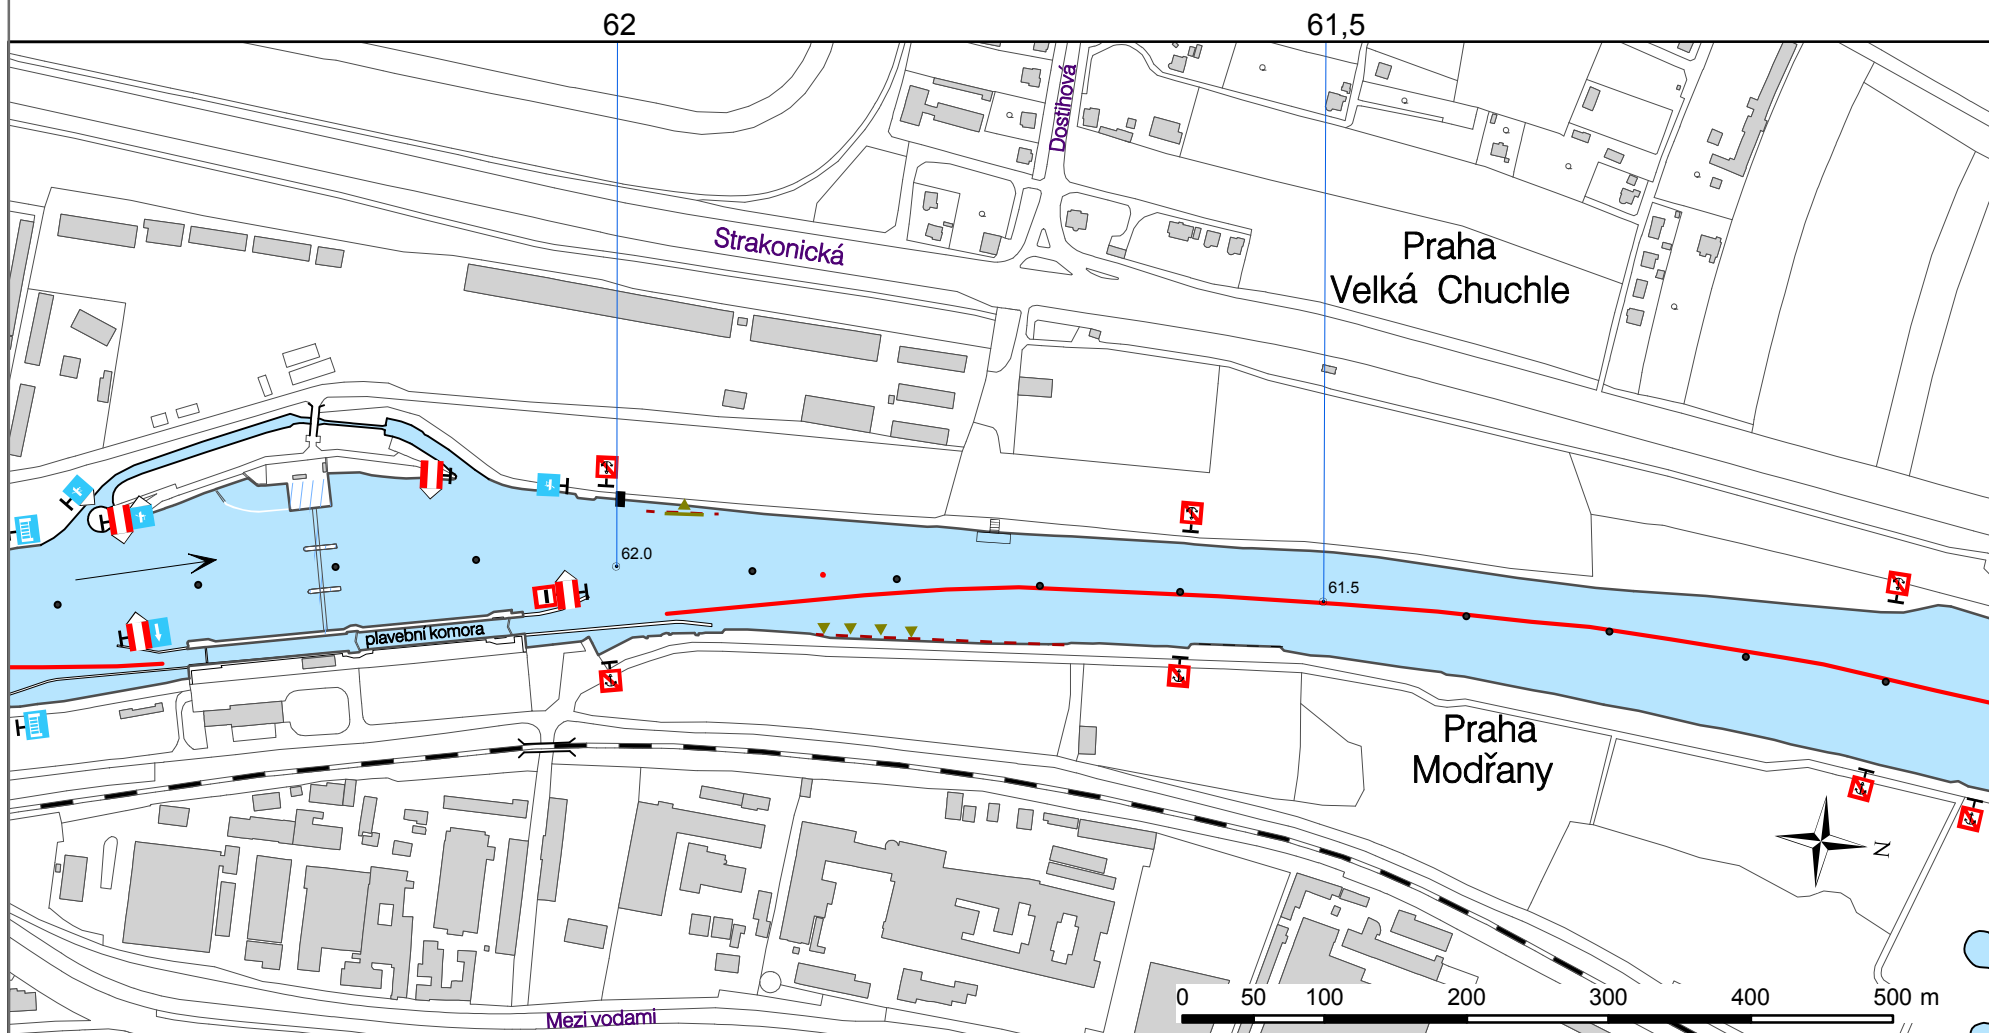 62
61,5
Dostihová
Strakonická
Praha
Velká Chuchle
62.0
61.5
plavební komora
Praha
Modřany
N
0 50 100 200 300 400 500 m
Mezi vodami